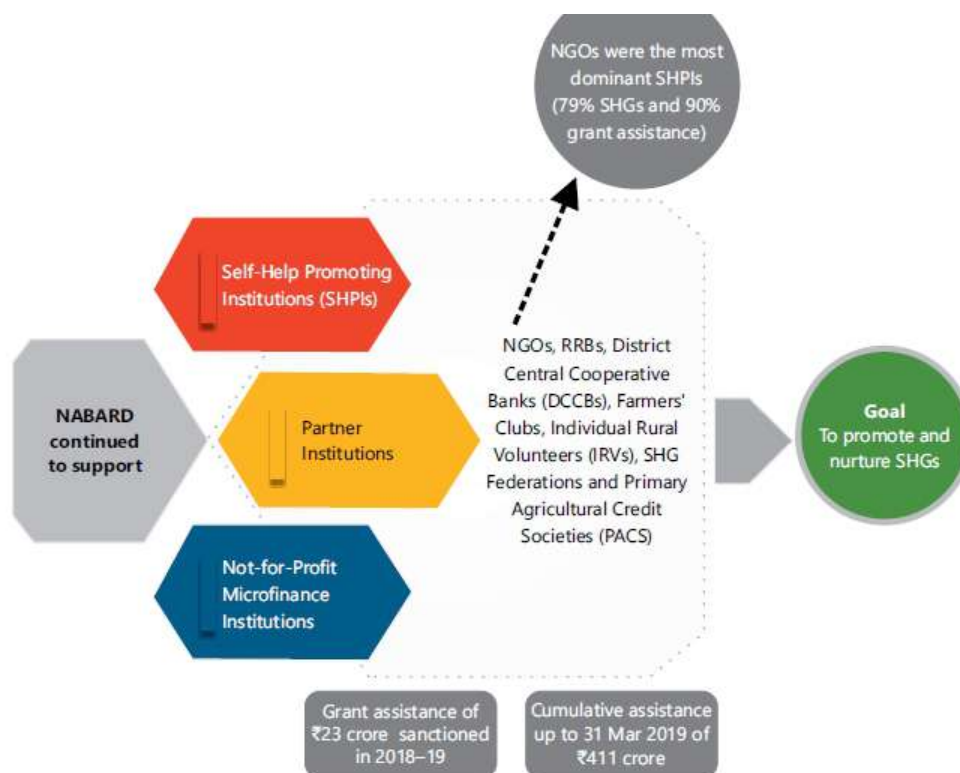 NGOs were the most
dominant SHPIs
(79% SHGs and 90%
grant assistance)
Self-Help Promoting
Institutions (SHPIs)
NABARD
continued
to support
Partner
Institutions
Not-for-Profit
Microfinance
Institutions
NGOs, RRBs, District
Central Cooperative
Banks (DCCBs), Farmers'
Clubs, Individual Rural
Volunteers (IRVs), SHG
Federations and Primary
Agricultural Credit
Societies (PACS)
Goal
To promote and
nurture SHGs
Grant assistance of
₹23 crore sanctioned
in 2018–19
Cumulative assistance
up to 31 Mar 2019 of
₹411 crore